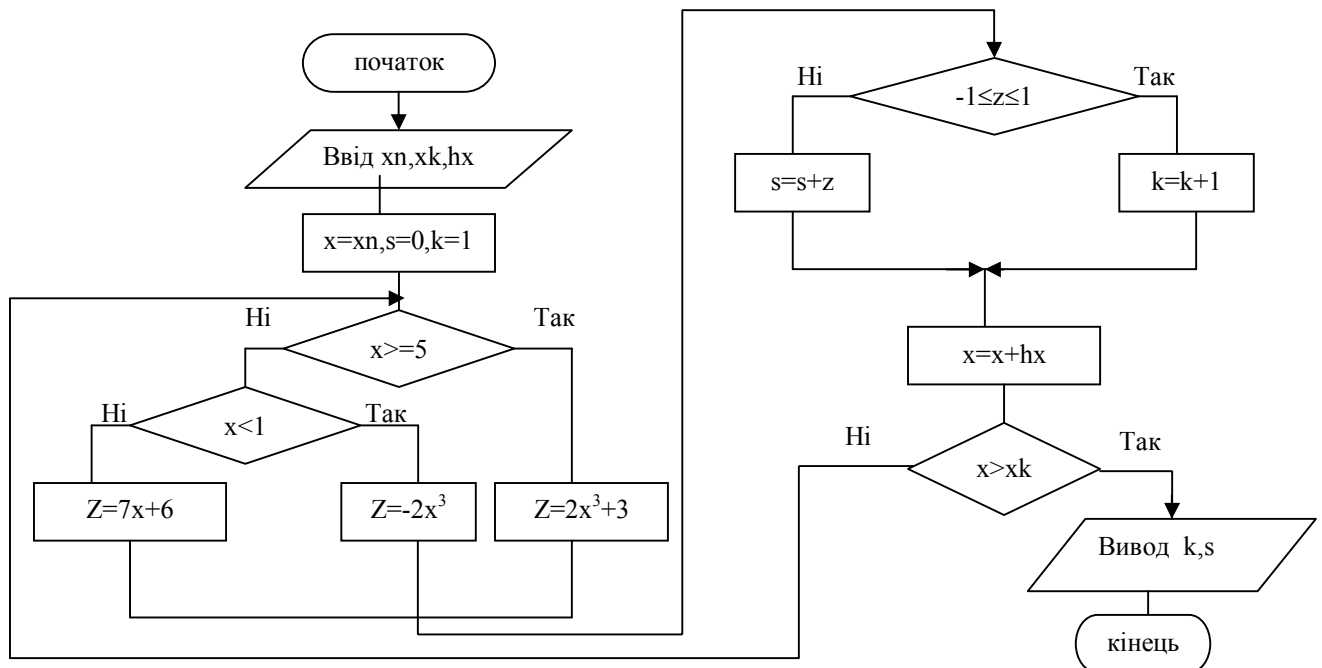 початок
Ввід xn,xk,hx
x=xn,s=0,k=1
Ні
Так
x>=5
Ні
Так
x<1
Z=7x+6
Z=-2x³
Z=2x³+3
Ні
Так
-1≤z≤1
s=s+z
k=k+1
x=x+hx
Ні
Так
x>xk
Вивод k,s
кінець